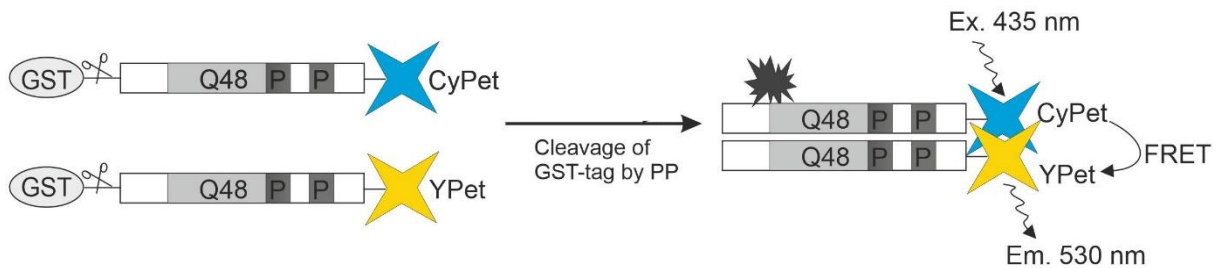 GST Q48 P P CyPet
GST Q48 P P YPet
Cleavage of
GST-tag by PP
Ex. 435 nm
Q48 P P CyPet
FRET
Q48 P P YPet
Em. 530 nm